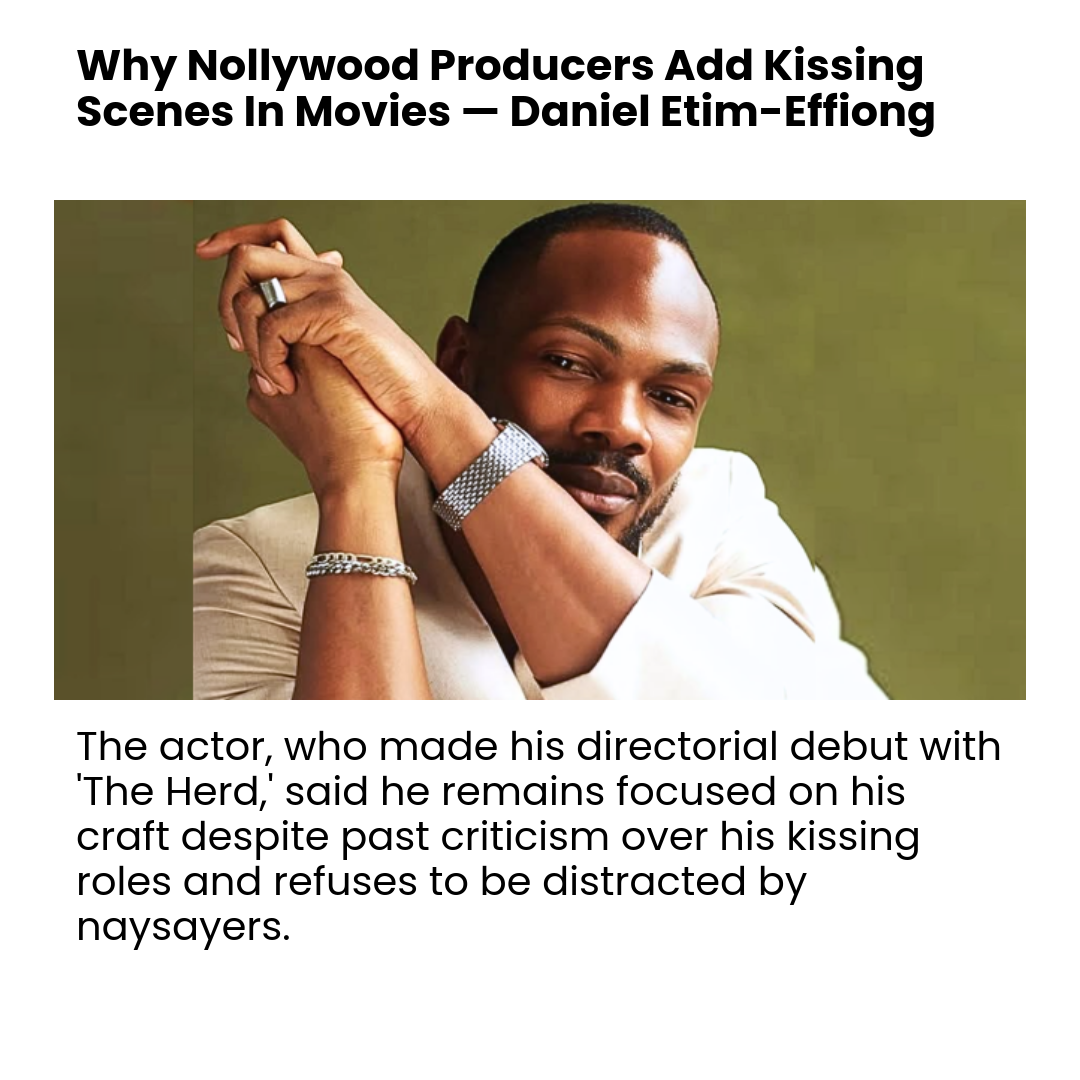 Why Nollywood Producers Add Kissing
Scenes In Movies — Daniel Etim-Effiong
The actor, who made his directorial debut with
'The Herd,' said he remains focused on his
craft despite past criticism over his kissing
roles and refuses to be distracted by
naysayers.